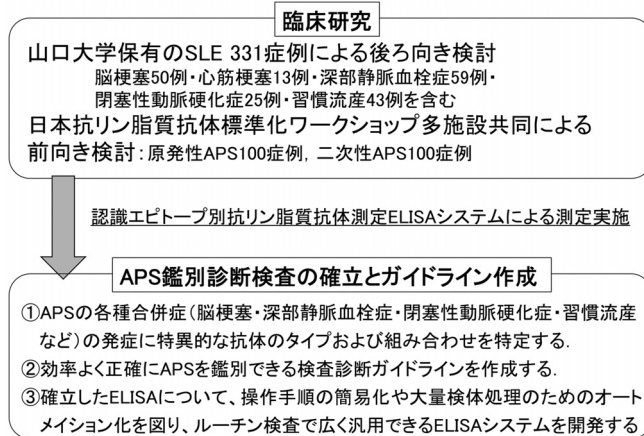 臨床研究
山口大学保有のSLE 331症例による後ろ向き検討
脳梗塞50例・心筋梗塞13例・深部静脈血栓症59例・
閉塞性動脈硬化症25例・習慣流産43例を含む
日本抗リン脂質抗体標準化ワークショップ多施設共同による
前向き検討：原発性APS100症例，二次性APS100症例
認識エピトープ別抗リン脂質抗体測定ELISAシステムによる測定実施
APS鑑別診断検査の確立とガイドライン作成
①APSの各種合併症（脳梗塞・深部静脈血栓症・閉塞性動脈硬化症・習慣流産
など）の発症に特異的な抗体のタイプおよび組み合わせを特定する.
②効率よく正確にAPSを鑑別できる検査診断ガイドラインを作成する.
③確立したELISAについて、操作手順の簡易化や大量検体処理のためのオート
メイション化を図り、ルーチン検査で広く汎用できるELISAシステムを開発する